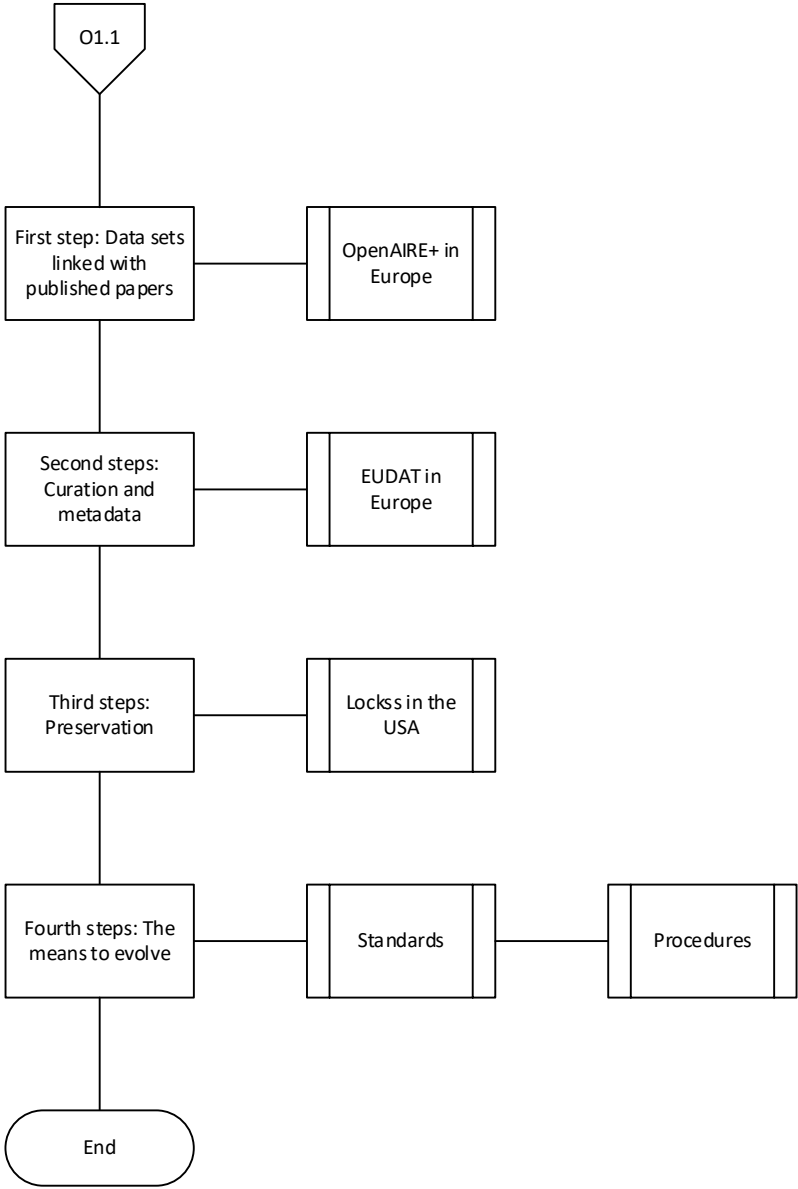 O1.1
First step: Data sets
linked with
published papers
OpenAIRE+ in
Europe
Second steps:
Curation and
metadata
EUDAT in
Europe
Third steps:
Preservation
Lockss in the
USA
Fourth steps: The
means to evolve
Standards
Procedures
End